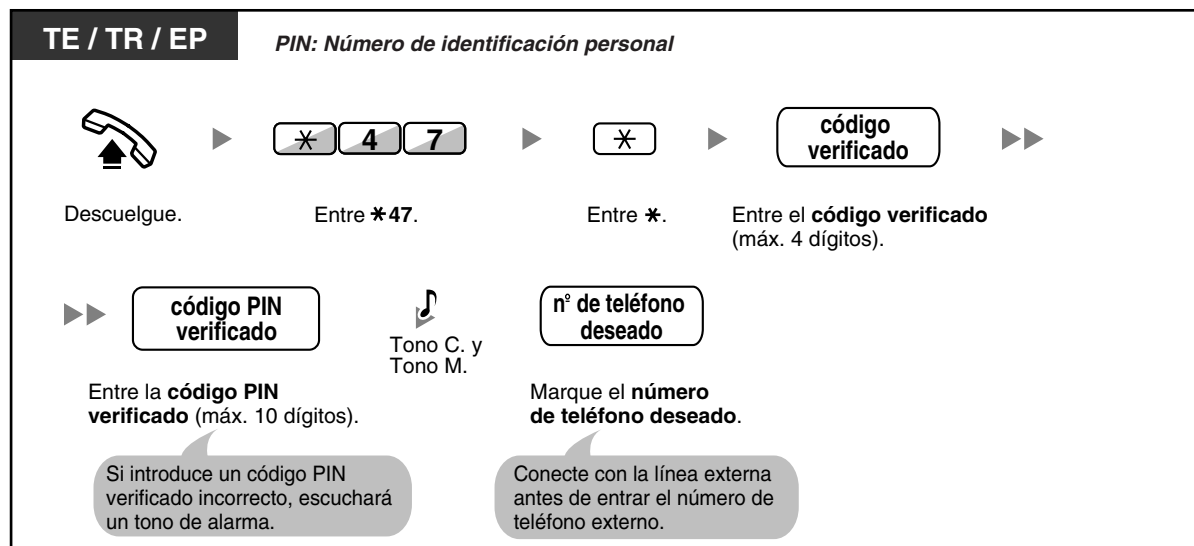 TE / TR / EP
PIN: Número de identificación personal
* 4 7
*
código
verificado
Descuelgue.
Entre *47.
Entre *.
Entre el código verificado
(máx. 4 dígitos).
código PIN
verificado
Tono C. y
Tono M.
nº de teléfono
deseado
Entre la código PIN
verificado (máx. 10 dígitos).
Marque el número
de teléfono deseado.
Si introduce un código PIN
verificado incorrecto, escuchará
un tono de alarma.
Conecte con la línea externa
antes de entrar el número de
teléfono externo.